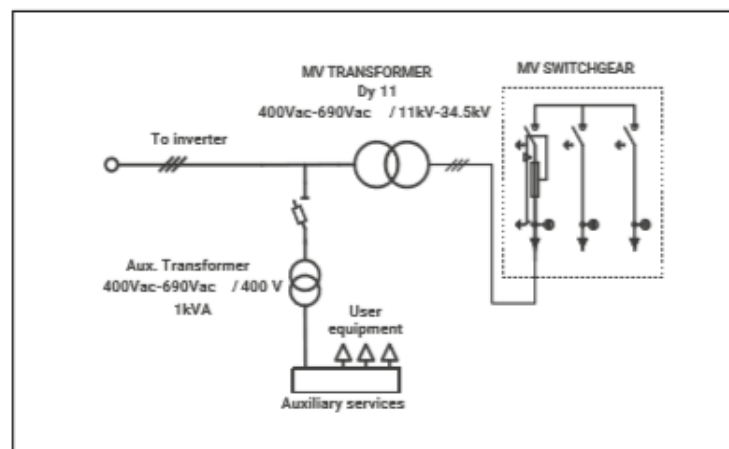 MV TRANSFORMER
Dy 11
400Vac-690Vac / 11kV-34.5kV
MV SWITCHGEAR
To inverter
Aux. Transformer
400Vac-690Vac / 400 V
1kVA
User
equipment
Auxiliary services